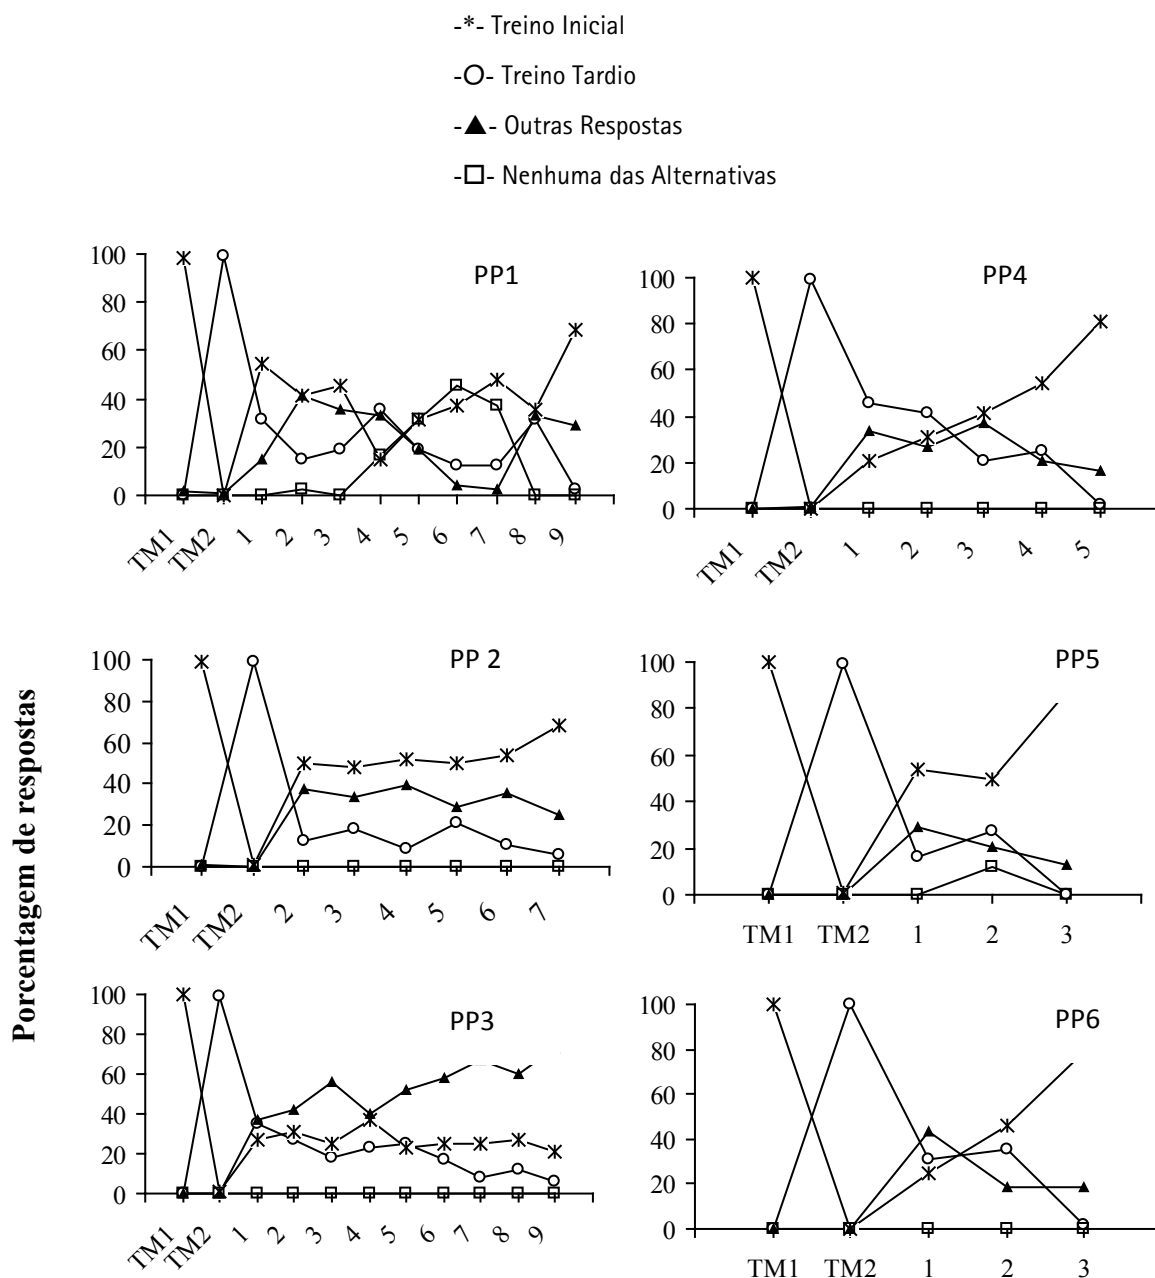 -*- Treino Inicial
-O- Treino Tardio
-▲- Outras Respostas
-□- Nenhuma das Alternativas
Porcentagem de respostas
PP1
100
80
60
40
20
0
TM1 TM2 1 2 3 4 5 6 7 8 9
PP4
100
80
60
40
20
0
TM1 TM2 1 2 3 4 5
PP 2
100
80
60
40
20
0
TM1 TM2 2 3 4 5 6 7
PP5
100
80
60
40
20
0
TM1 TM2 1 2 3
PP3
100
80
60
40
20
0
TM1 TM2 1 2 3 4 5 6 7 8 9
PP6
100
80
60
40
20
0
TM1 TM2 1 2 3